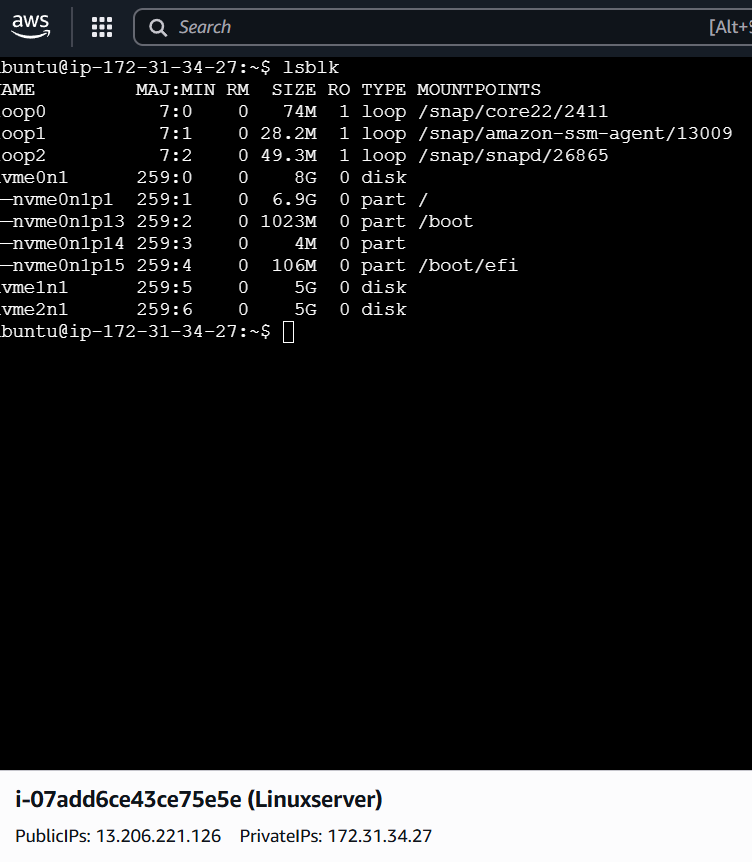 aws
Search
[Alt+S
buntu@ip-172-31-34-27:~$ lsblk
AME MAJ:MIN RM SIZE RO TYPE MOUNTPOINTS
oop0 7:0 0 74M 1 loop /snap/core22/2411
oop1 7:1 0 28.2M 1 loop /snap/amazon-ssm-agent/13009
oop2 7:2 0 49.3M 1 loop /snap/snapd/26865
vme0n1 259:0 0 8G 0 disk
─nvme0n1p1 259:1 0 6.9G 0 part /
─nvme0n1p13 259:2 0 1023M 0 part /boot
─nvme0n1p14 259:3 0 4M 0 part
─nvme0n1p15 259:4 0 106M 0 part /boot/efi
vme1n1 259:5 0 5G 0 disk
vme2n1 259:6 0 5G 0 disk
buntu@ip-172-31-34-27:~$
i-07add6ce43ce75e5e (Linuxserver)
PublicIPs: 13.206.221.126 PrivateIPs: 172.31.34.27